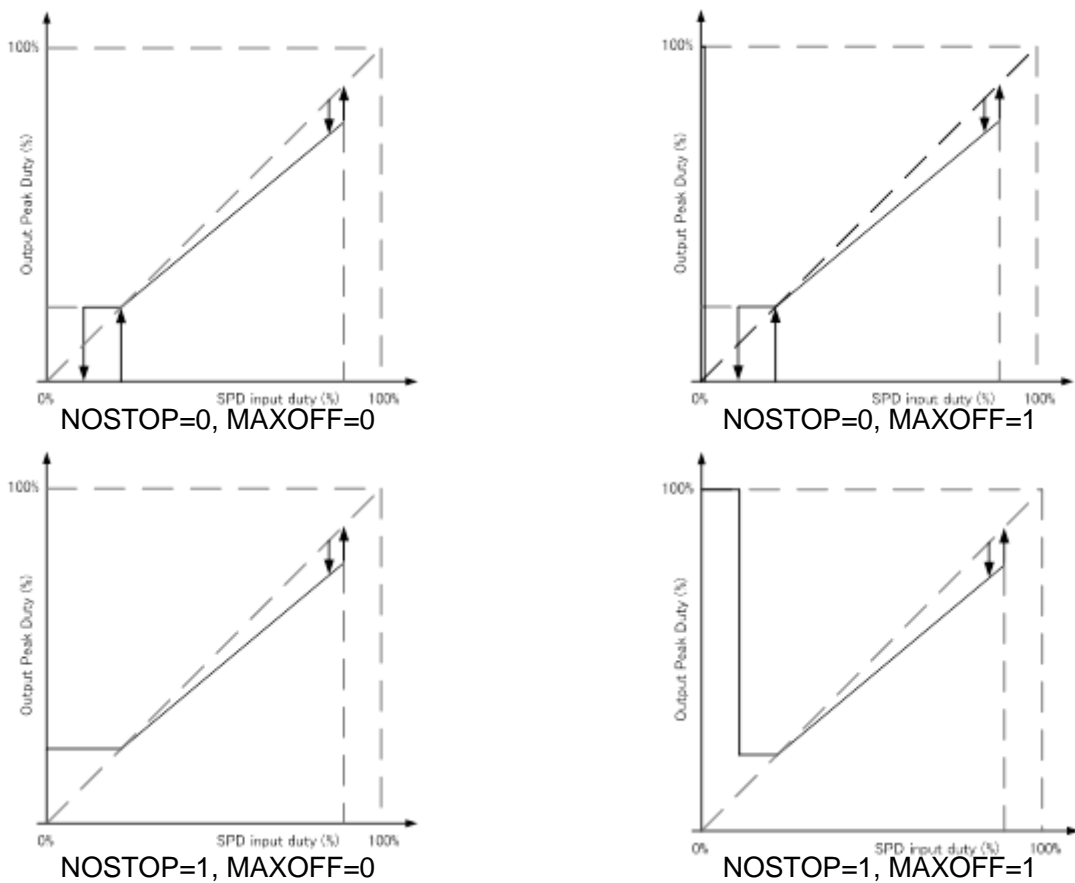 100%
Output Peak Duty (%)
0%
SPD input duty (%)
100%
NOSTOP=0, MAXOFF=0
100%
Output Peak Duty (%)
0%
SPD input duty (%)
100%
NOSTOP=0, MAXOFF=1
100%
Output Peak Duty (%)
0%
SPD input duty (%)
100%
NOSTOP=1, MAXOFF=0
100%
Output Peak Duty (%)
0%
SPD input duty (%)
100%
NOSTOP=1, MAXOFF=1